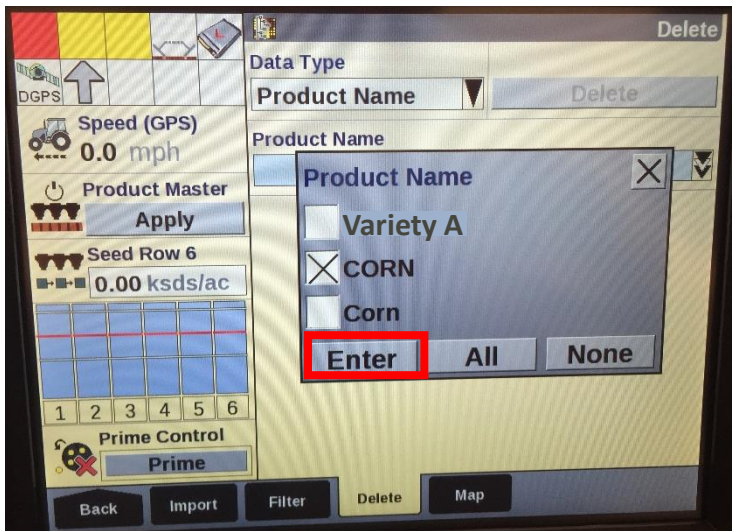 Delete
DGPS
Speed (GPS)
0.0 mph
Product Master
Apply
Seed Row 6
0.00 ksds/ac
1 2 3 4 5 6
Prime Control
Prime
Data Type
Product Name
Delete
Product Name
Product Name
Variety A
CORN
Corn
Enter All None
Back Import Filter Delete Map